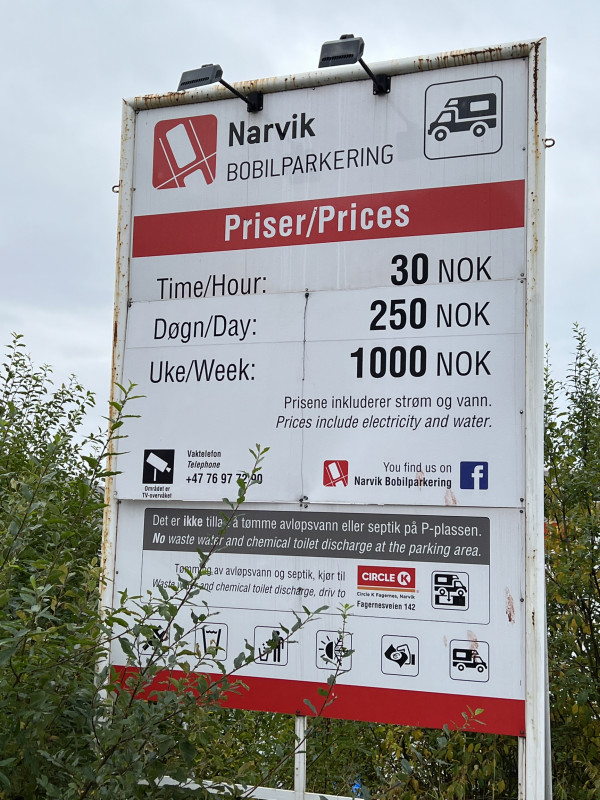 Narvik
BOBILPARKERING
Priser/Prices
Time/Hour: 30 NOK
Døgn/Day: 250 NOK
Uke/Week: 1000 NOK
Prisene inkluderer strøm og vann.
Prices include electricity and water.
Området er
TV-overvåket
Vaktelefon
Telephone
+47 76 97 72 90
You find us on
Narvik Bobilparkering
f
Det er ikke tillatt å tømme avløpsvann eller septik på P-plassen.
No waste water and chemical toilet discharge at the parking area.
Tømming av avløpsvann og septik, kjør til
Waste water and chemical toilet discharge, driv to
CIRCLE K
Circle K Fagernes, Narvik
Fagernesveien 142